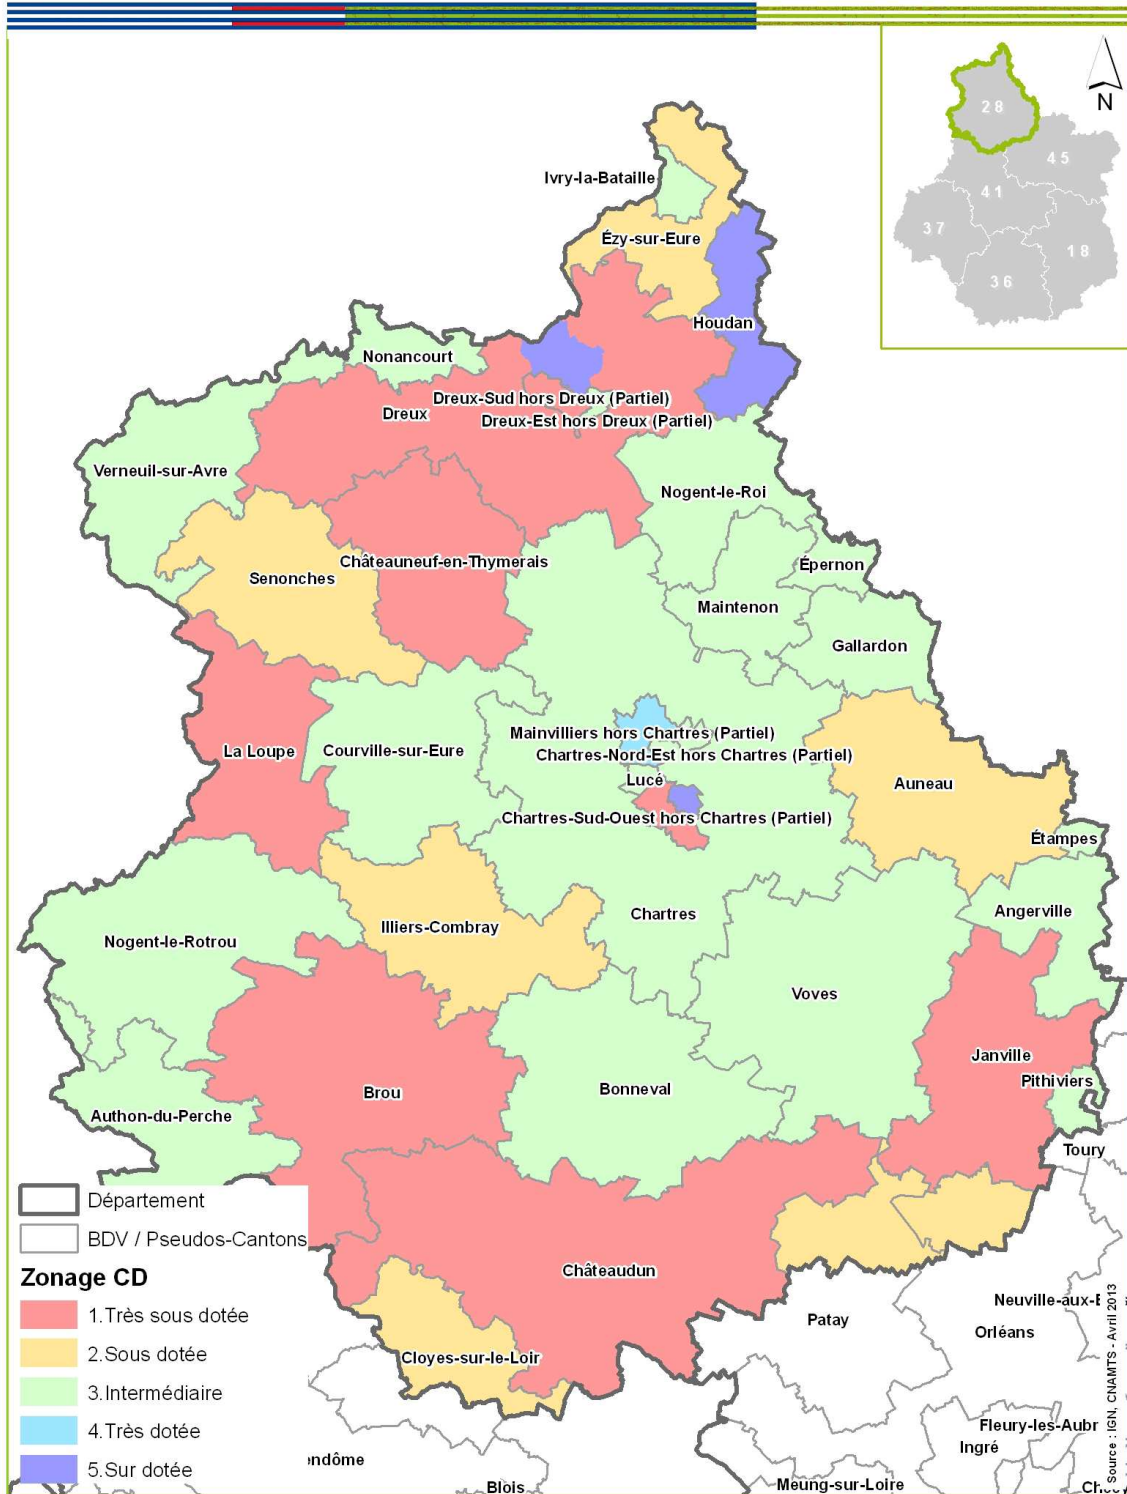 N
28
45
41
37
18
36
Ivry-la-Bataille
Ézy-sur-Eure
Houdan
Nonancourt
Dreux-Sud hors Dreux (Partiel)
Dreux
Dreux-Est hors Dreux (Partiel)
Verneuil-sur-Avre
Nogent-le-Roi
Châteauneuf-en-Thymerais
Épernon
Senonches
Maintenon
Gallardon
Mainvilliers hors Chartres (Partiel)
La Loupe
Courville-sur-Eure
Chartres-Nord-Est hors Chartres (Partiel)
Lucé
Auneau
Chartres-Sud-Ouest hors Chartres (Partiel)
Étampes
Chartres
Angerville
Illiers-Combray
Nogent-le-Rotrou
Voves
Janville
Pithiviers
Brou
Bonneval
Authon-du-Perche
Toury
Département
BDV / Pseudos-Cantons
Zonage CD
1.Très sous dotée
2.Sous dotée
3.Intermédiaire
4.Très dotée
5.Sur dotée
Châteaudun
Neuville-aux-
Patay
Orléans
Cloyes-sur-le-Loir
Fleury-les-Aubr
Ingré
endôme
Blois
Meung-sur-Loire
Source : IGN, CNAMTS - Avril 2013